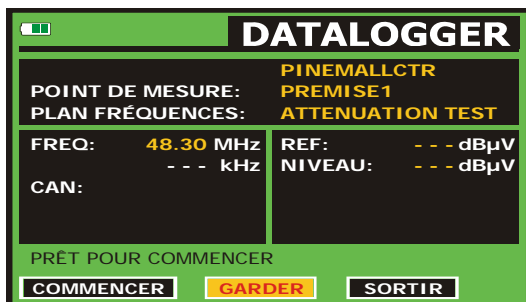 DATALOGGER
PINEMALLCTR
POINT DE MESURE: PREMISE1
PLAN FRÉQUENCES: ATTENUATION TEST
FREQ: 48.30 MHz
- - - kHz
CAN:
REF: - - - dBµV
NIVEAU: - - - dBµV
PRÊT POUR COMMENCER
COMMENCER GARDER SORTIR